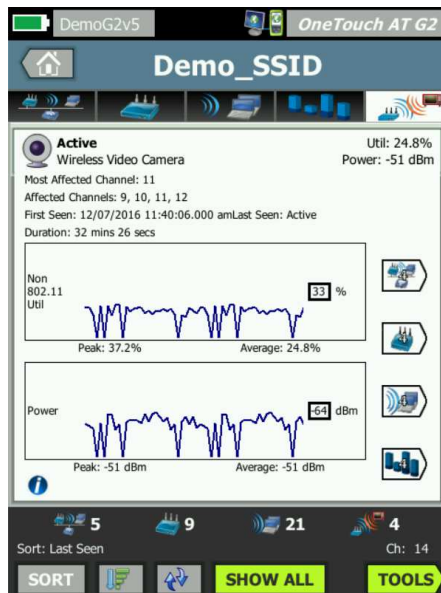 DemoG2v5
OneTouch AT G2
Demo_SSID
Active
Util: 24.8%
Wireless Video Camera
Power: -51 dBm
Most Affected Channel: 11
Affected Channels: 9, 10, 11, 12
First Seen: 12/07/2016 11:40:06.000 amLast Seen: Active
Duration: 32 mins 26 secs
Non
802.11
Util
33 %
Peak: 37.2%
Average: 24.8%
Power
-64 dBm
Peak: -51 dBm
Average: -51 dBm
5
9
21
4
Sort: Last Seen
Ch: 14
SORT
SHOW ALL
TOOLS